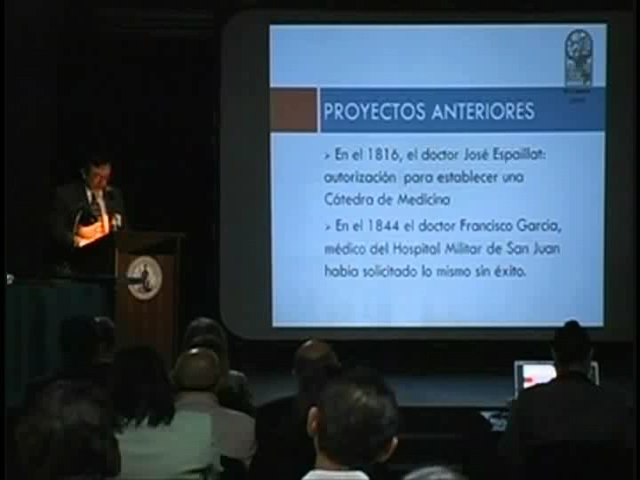 PROYECTOS ANTERIORES
> En el 1816, el doctor José Espaillat:
autorización para establecer una
Cátedra de Medicina
> En el 1844 el doctor Francisco García,
médico del Hospital Militar de San Juan
había solicitado lo mismo sin éxito.